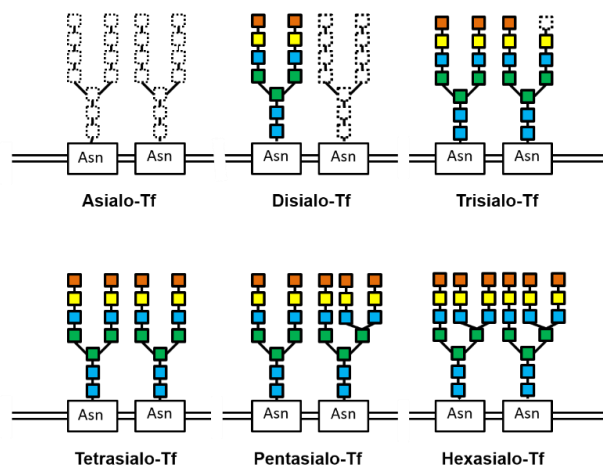 Asn Asn Asn Asn Asn Asn
Asialo-Tf Disialo-Tf Trisialo-Tf
Asn Asn Asn Asn Asn Asn
Tetrasialo-Tf Pentasialo-Tf Hexasialo-Tf